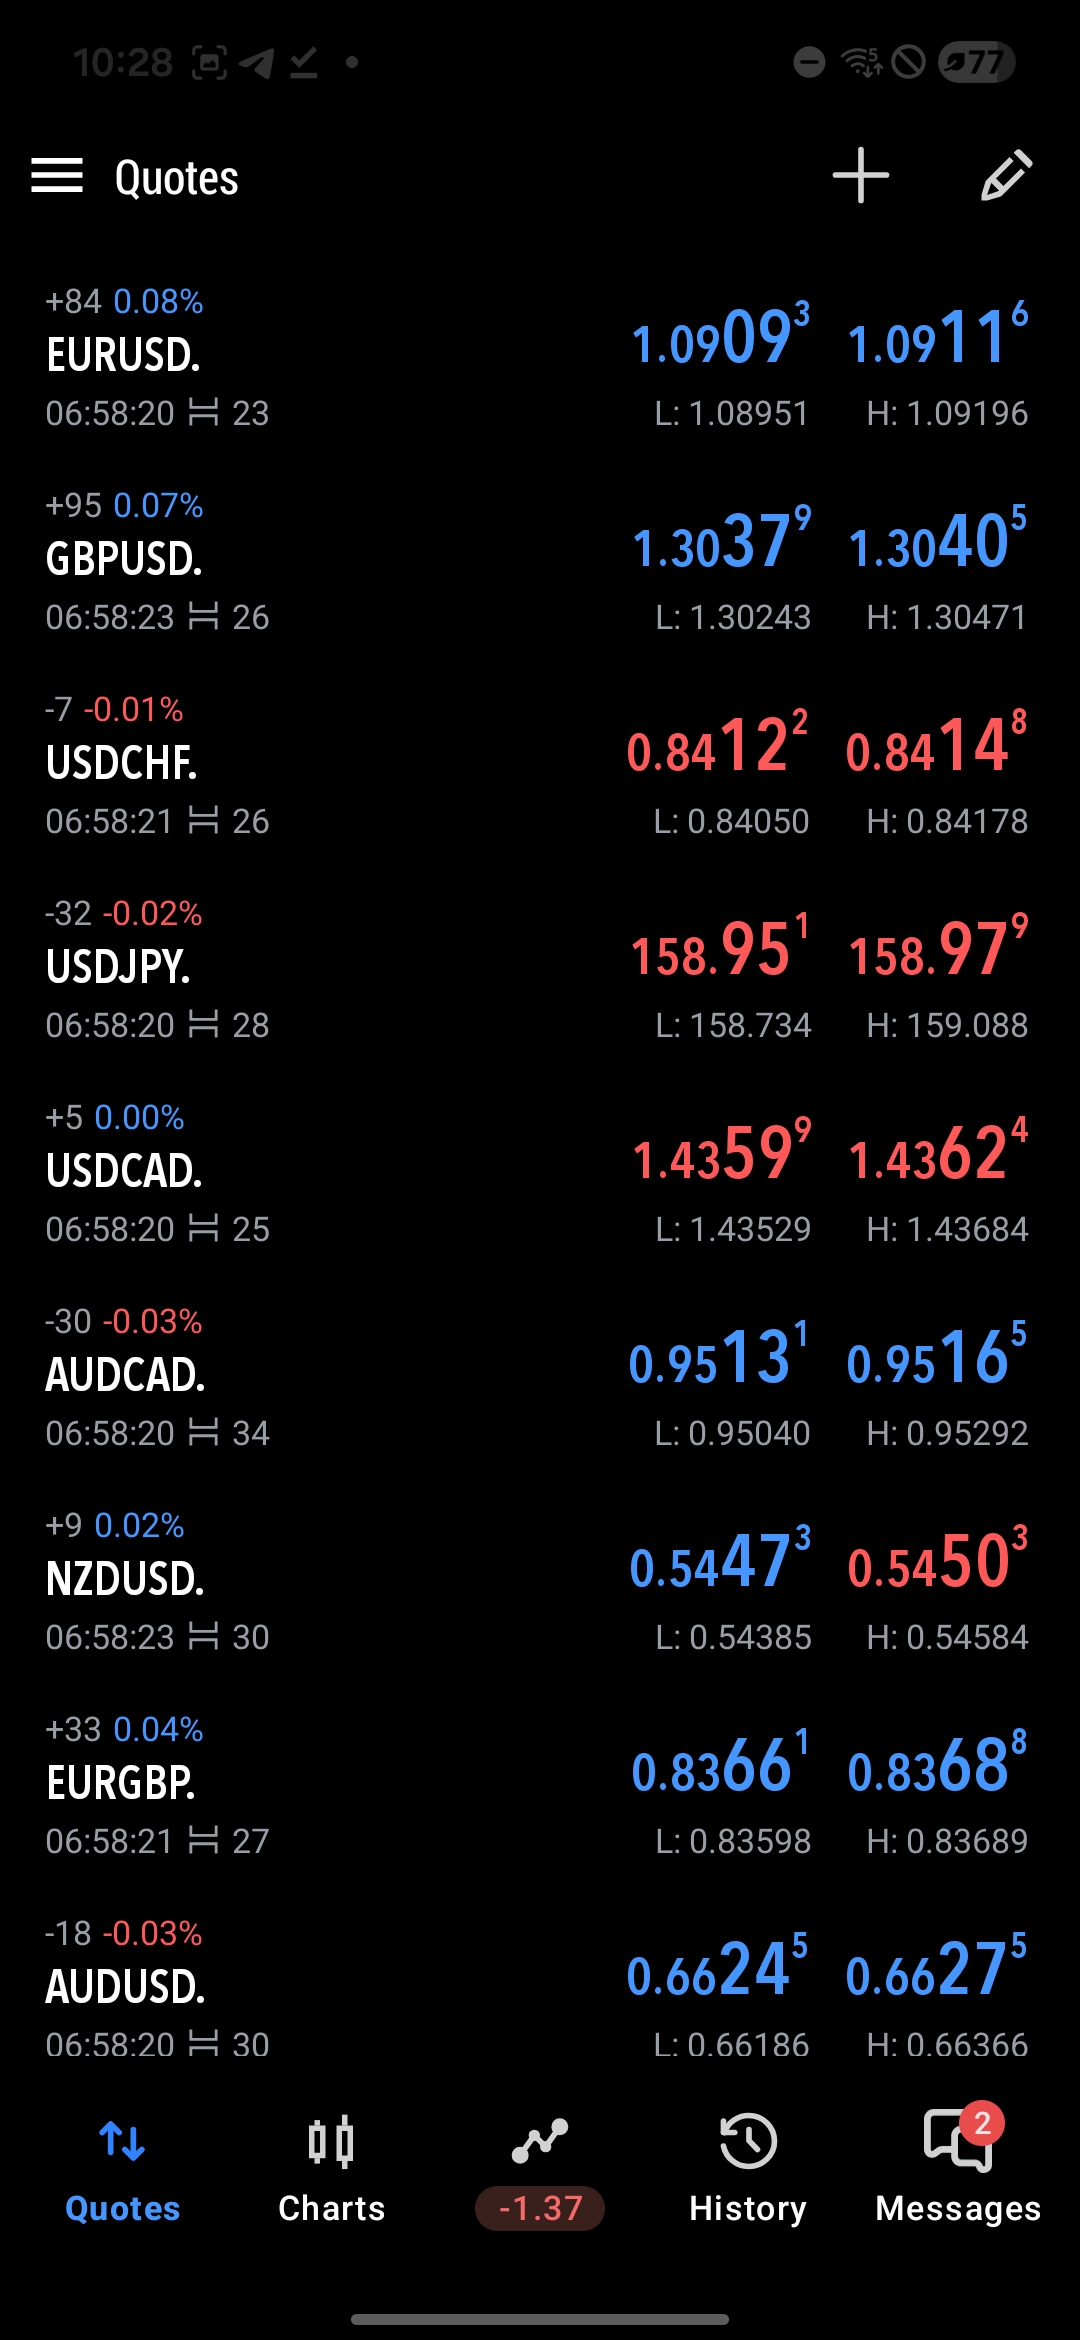 10:28 5 77
Quotes
+84 0.08%
EURUSD. 1.09093 1.09116
06:58:20 23 L: 1.08951 H: 1.09196
+95 0.07%
GBPUSD. 1.30379 1.30405
06:58:23 26 L: 1.30243 H: 1.30471
-7 -0.01%
USDCHF. 0.84122 0.84148
06:58:21 26 L: 0.84050 H: 0.84178
-32 -0.02%
USDJPY. 158.951 158.979
06:58:20 28 L: 158.734 H: 159.088
+5 0.00%
USDCAD. 1.43599 1.43624
06:58:20 25 L: 1.43529 H: 1.43684
-30 -0.03%
AUDCAD. 0.95131 0.95165
06:58:20 34 L: 0.95040 H: 0.95292
+9 0.02%
NZDUSD. 0.54473 0.54503
06:58:23 30 L: 0.54385 H: 0.54584
+33 0.04%
EURGBP. 0.83661 0.83688
06:58:21 27 L: 0.83598 H: 0.83689
-18 -0.03%
AUDUSD. 0.66245 0.66275
06:58:20 30 L: 0.66186 H: 0.66366
2
Quotes Charts -1.37 History Messages